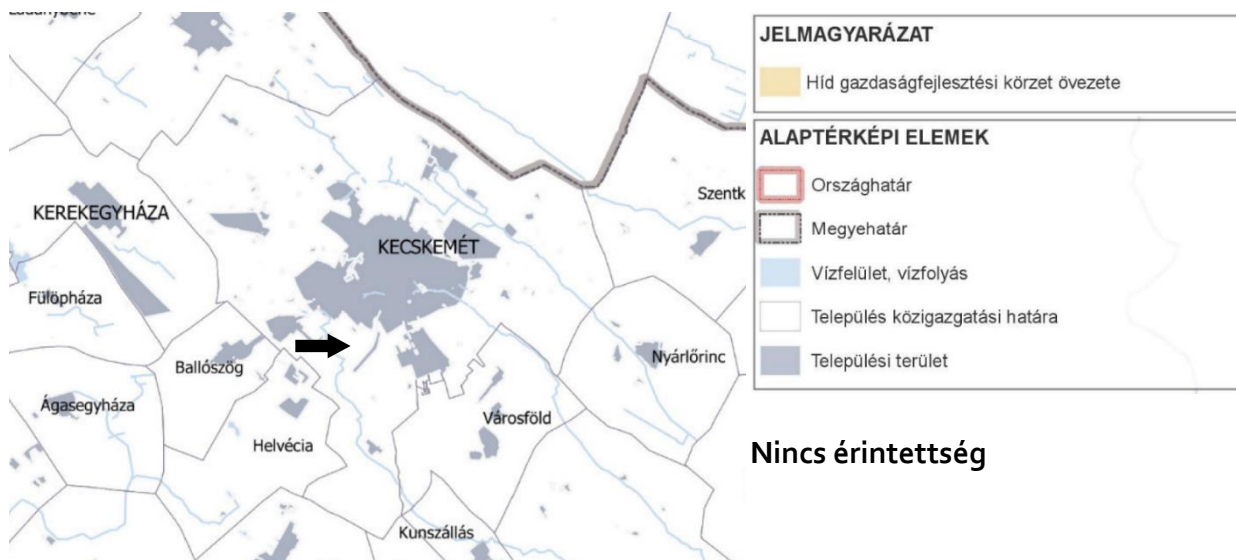 KEREKEGYHÁZA
KECSKEMÉT
Szentk
Fülöpháza
Ballószög
Nyárlőrinc
Ágasegyháza
Városföld
Helvécia
Kunszállás
JELMAGYARÁZAT
Híd gazdaságfejlesztési körzet övezete
ALAPTÉRKÉPI ELEMEK
Országhatár
Megyehatár
Vízfelület, vízfolyás
Település közigazgatási határa
Települési terület
Nincs érintettség